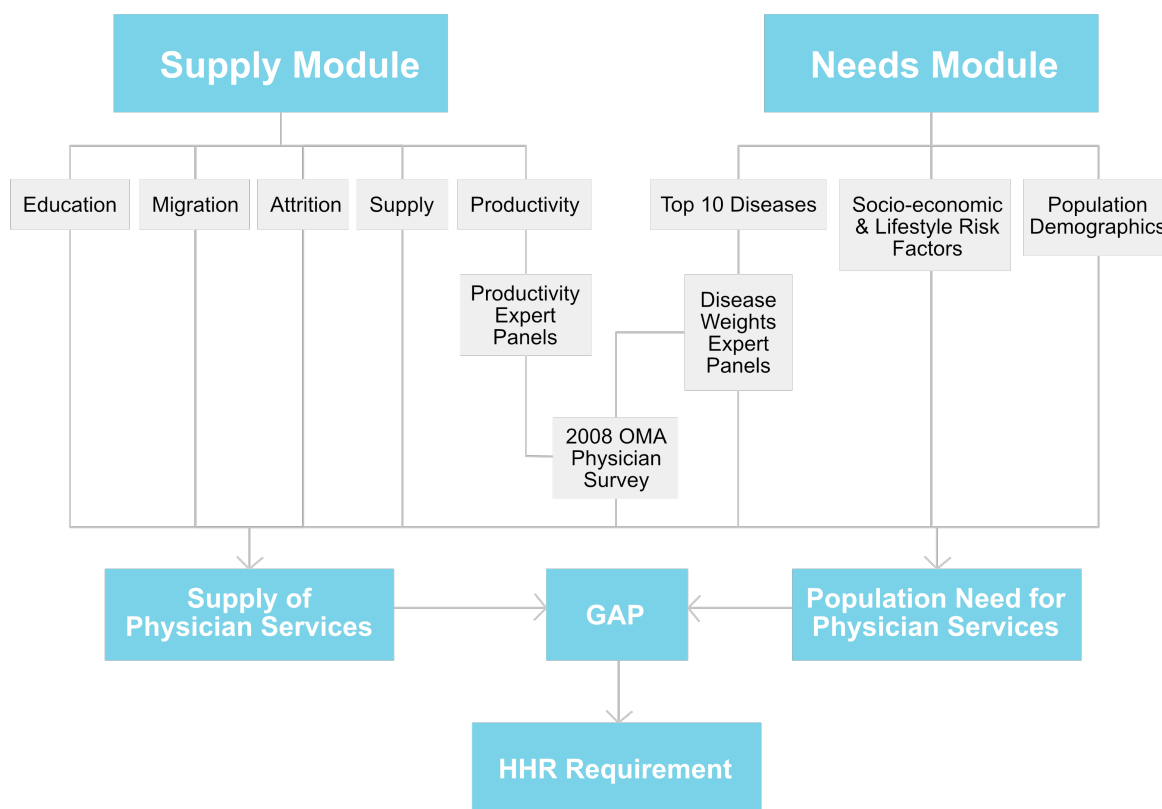 Supply Module
Needs Module
Education
Migration
Attrition
Supply
Productivity
Top 10 Diseases
Socio-economic
& Lifestyle Risk
Factors
Population
Demographics
Productivity
Expert
Panels
Disease
Weights
Expert
Panels
2008 OMA
Physician
Survey
Supply of
Physician Services
GAP
Population Need for
Physician Services
HHR Requirement